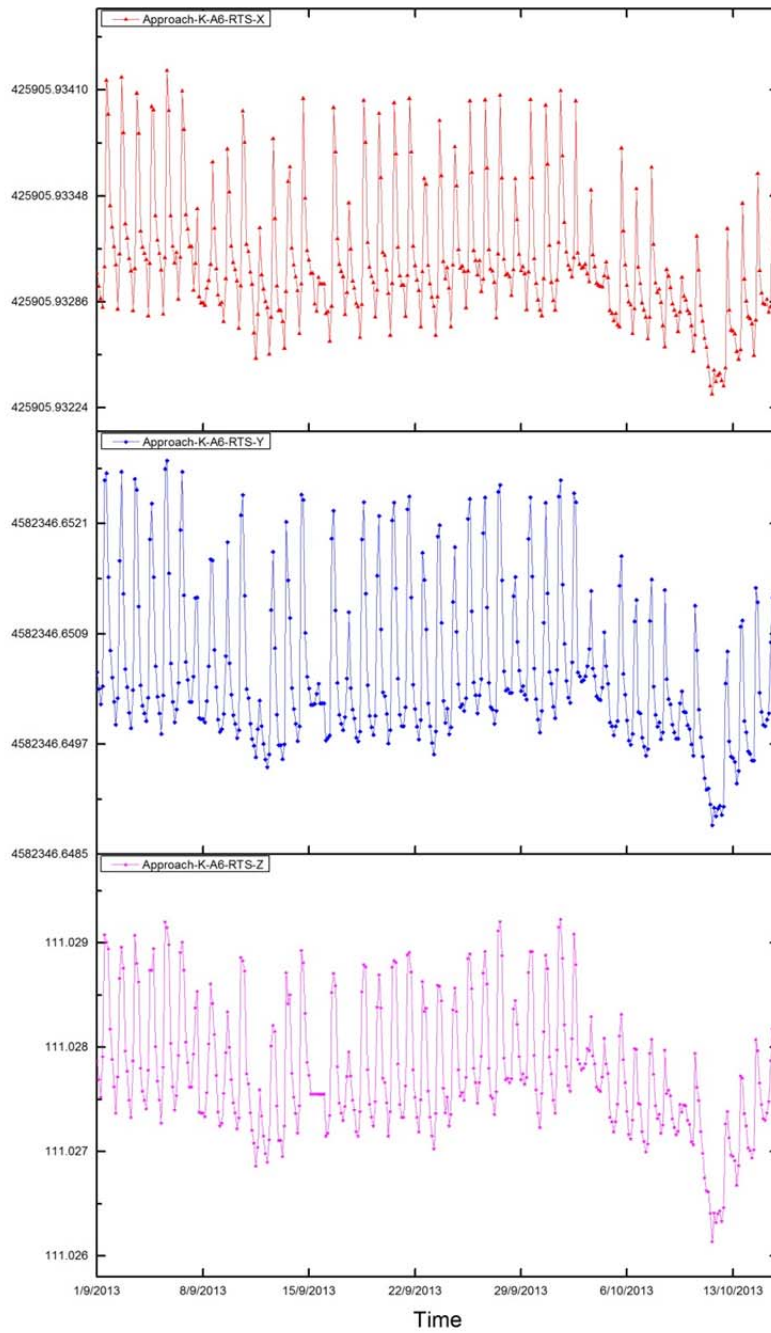 Approach-K-A6-RTS-X
425905.93410
425905.93348
425905.93286
425905.93224
Approach-K-A6-RTS-Y
4582346.6521
4582346.6509
4582346.6497
4582346.6485
Approach-K-A6-RTS-Z
111.029
111.028
111.027
111.026
1/9/2013 8/9/2013 15/9/2013 22/9/2013 29/9/2013 6/10/2013 13/10/2013
Time